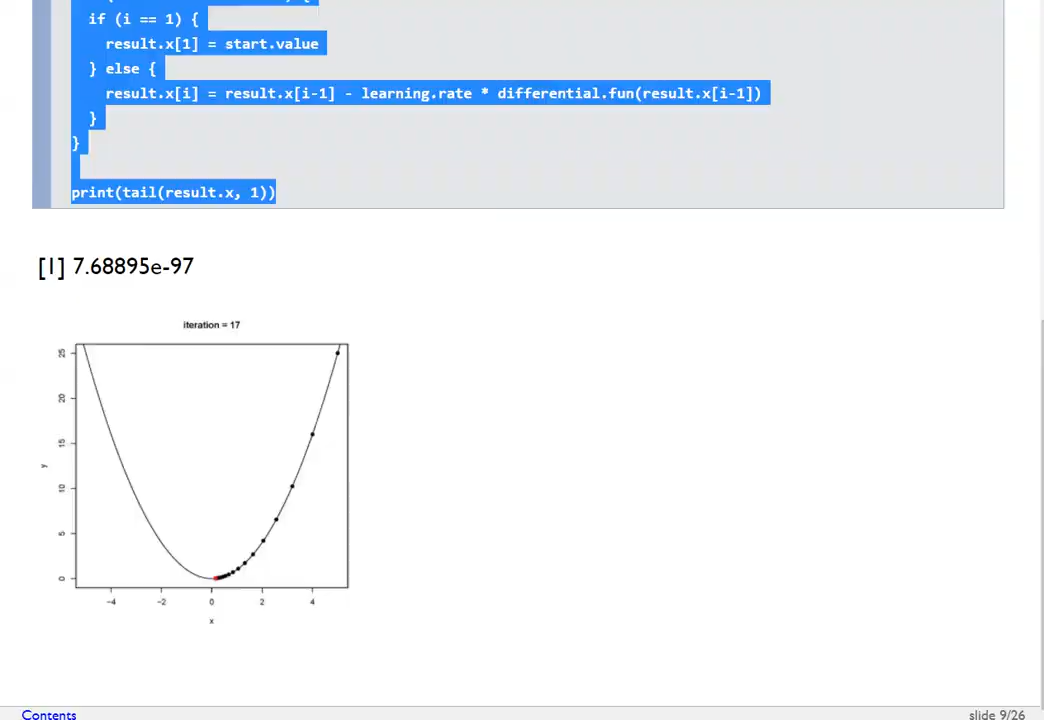 if (i == 1) {
result.x[1] = start.value
} else {
result.x[i] = result.x[i-1] - learning.rate * differential.fun(result.x[i-1])
}
}
print(tail(result.x, 1))
[1] 7.68895e-97
iteration = 17
25
20
15
10
5
0
y
-4 -2 0 2 4
x
Contents
slide 9/26